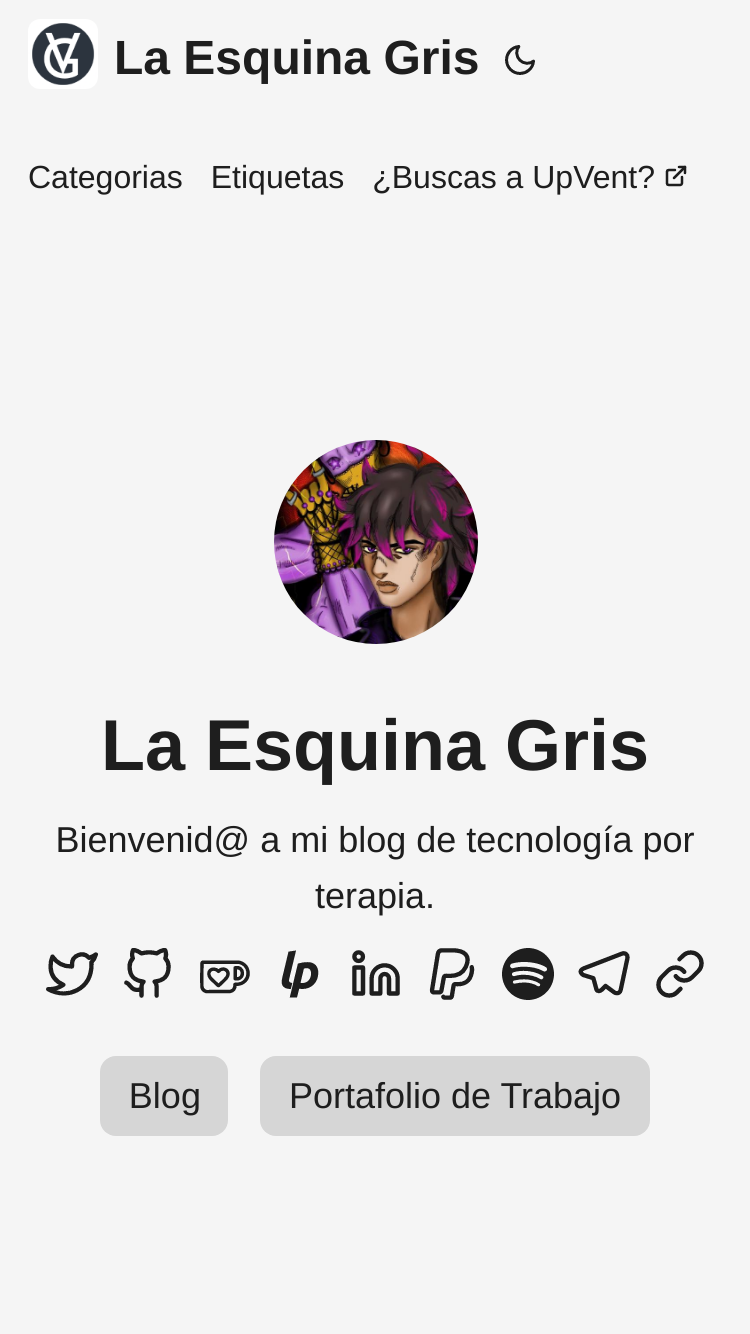 La Esquina Gris
Categorias Etiquetas ¿Buscas a UpVent?
La Esquina Gris
Bienvenid@ a mi blog de tecnología por
terapia.
Blog Portafolio de Trabajo